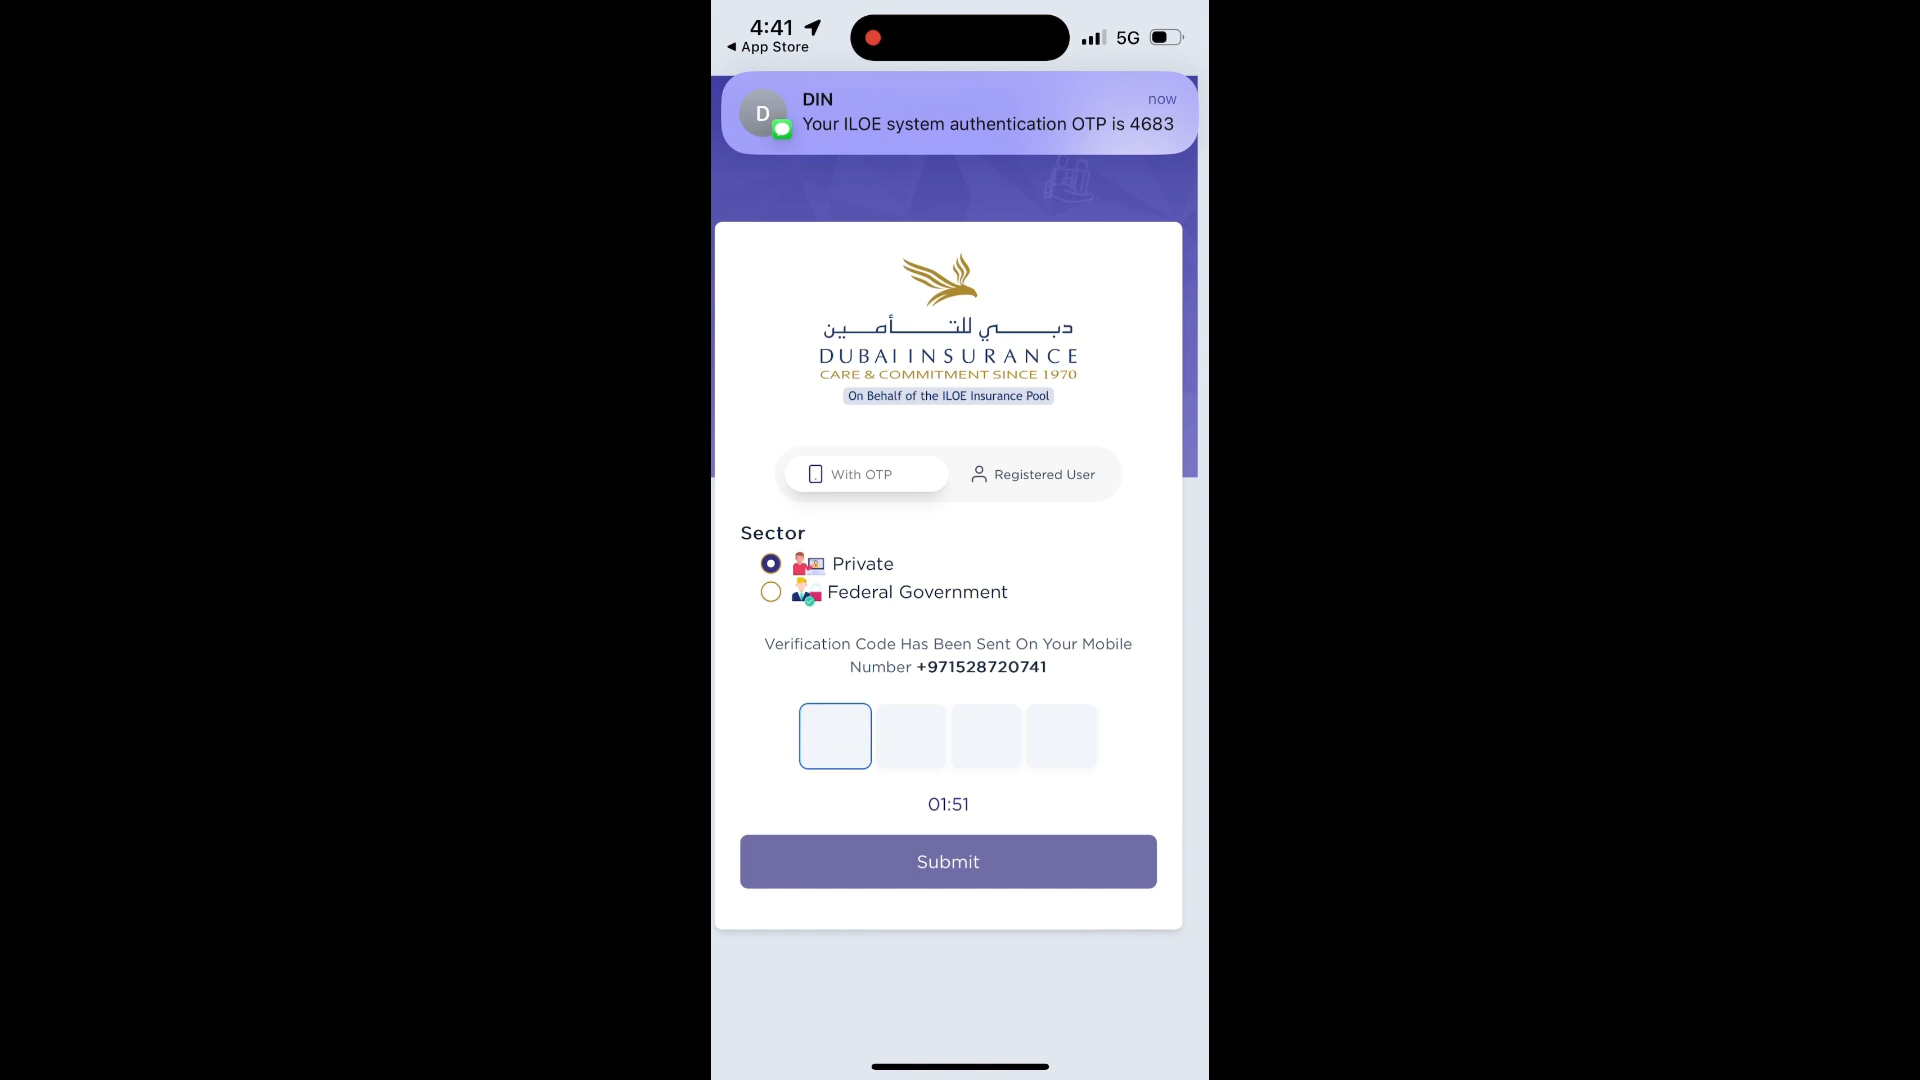 4:41
◀ App Store
5G
D
DIN
now
Your ILOE system authentication OTP is 4683
دبـــي للتـــأمـــين
DUBAI INSURANCE
CARE & COMMITMENT SINCE 1970
On Behalf of the ILOE Insurance Pool
With OTP
Registered User
Sector
Private
Federal Government
Verification Code Has Been Sent On Your Mobile
Number +971528720741
01:51
Submit